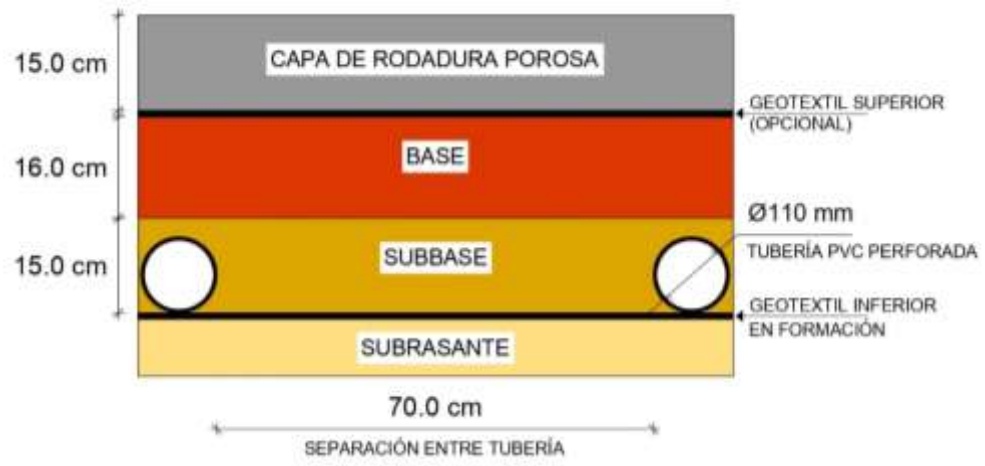 15.0 cm
CAPA DE RODADURA POROSA
GEOTEXTIL SUPERIOR
(OPCIONAL)
16.0 cm
BASE
Ø110 mm
TUBERÍA PVC PERFORADA
15.0 cm
SUBBASE
GEOTEXTIL INFERIOR
EN FORMACIÓN
SUBRASANTE
70.0 cm
SEPARACIÓN ENTRE TUBERÍA